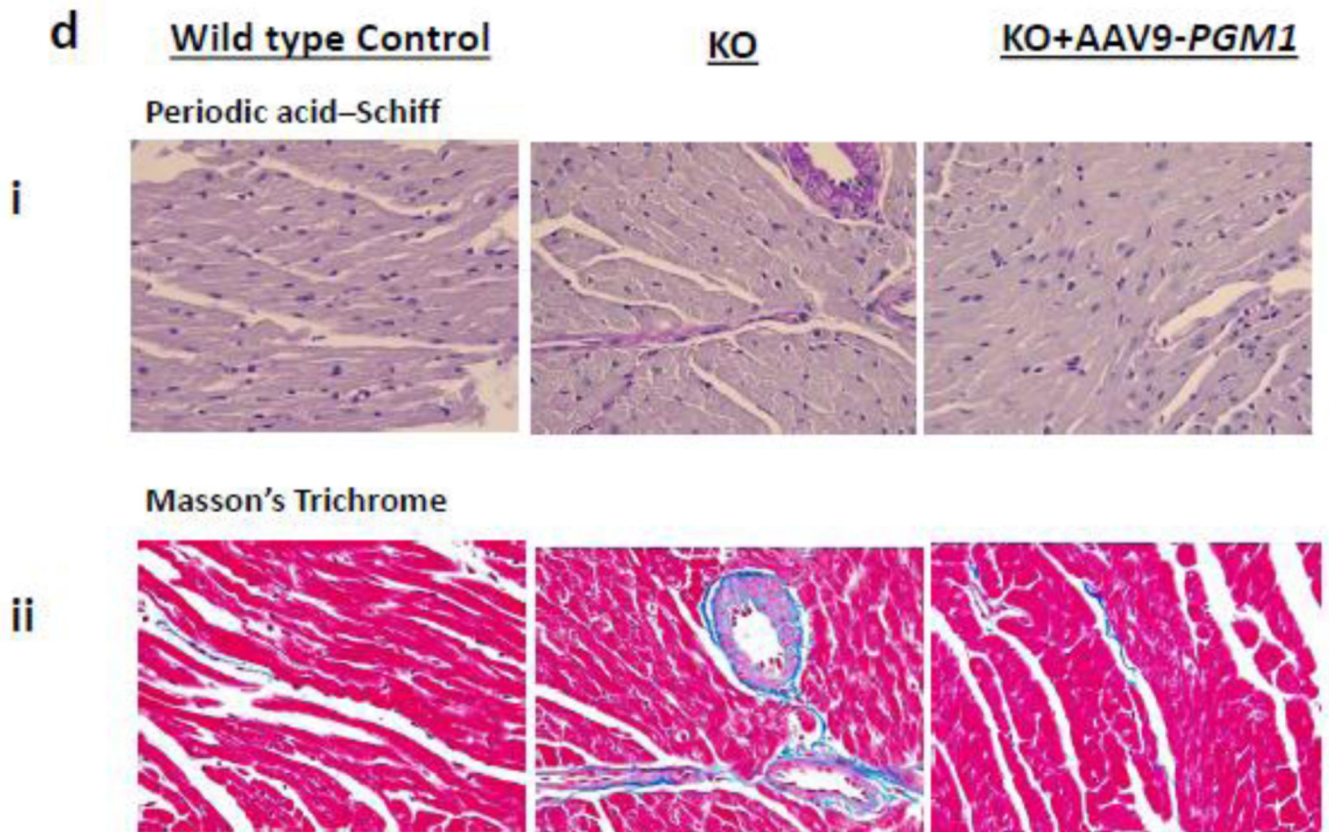 d Wild type Control KO KO+AAV9-PGM1
Periodic acid–Schiff
i
Masson's Trichrome
ii